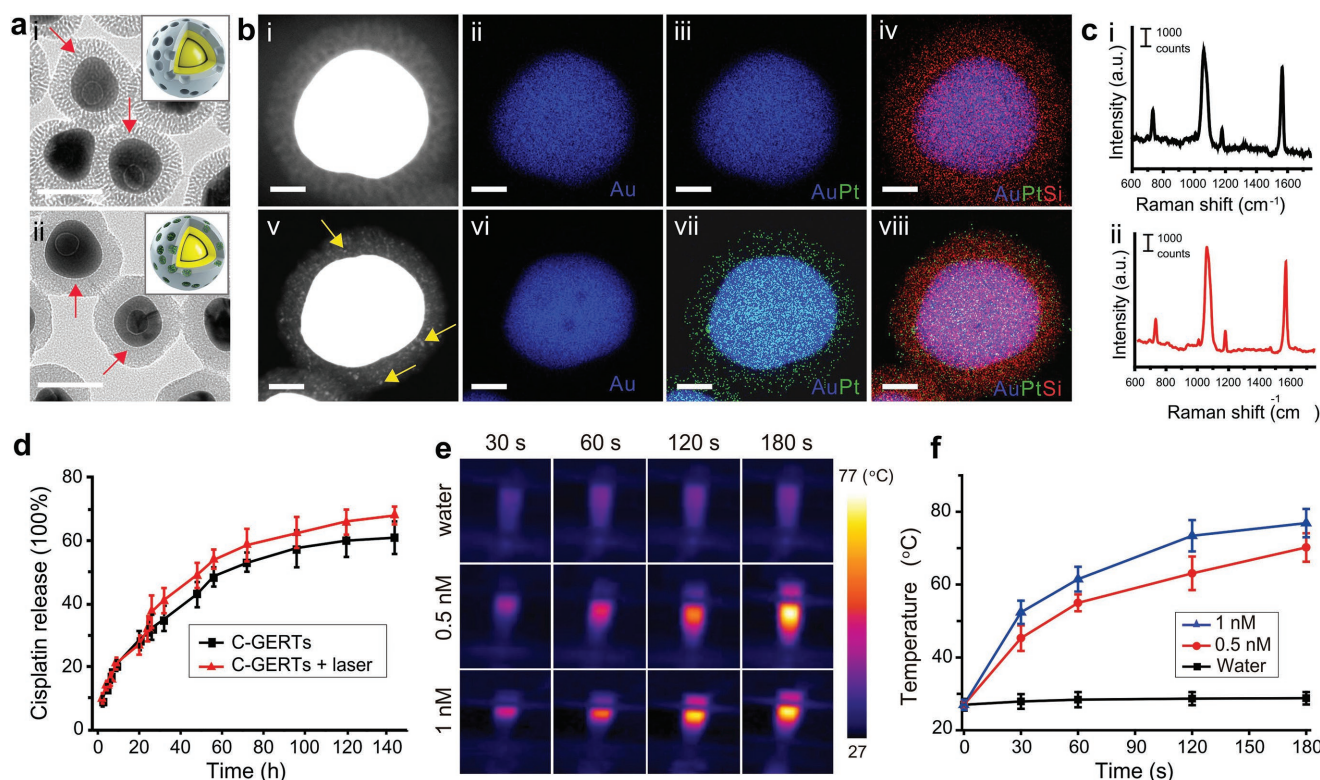 a
i
ii
b
i
ii
iii
iv
Au
AuPt
AuPtSi
v
vi
vii
viii
Au
AuPt
AuPtSi
c
i
1000
counts
Intensity (a.u.)
600 800 1000 1200 1400 1600
Raman shift (cm-1)
ii
1000
counts
Intensity (a.u.)
600 800 1000 1200 1400 1600
Raman shift (cm-1)
d
Cisplatin release (100%)
80
60
40
20
0
C-GERTs
C-GERTs + laser
0 20 40 60 80 100 120 140
Time (h)
e
30 s 60 s 120 s 180 s
water
0.5 nM
1 nM
77 (oC)
27
f
Temperature (oC)
80
60
40
20
1 nM
0.5 nM
Water
0 30 60 90 120 150 180
Time (s)